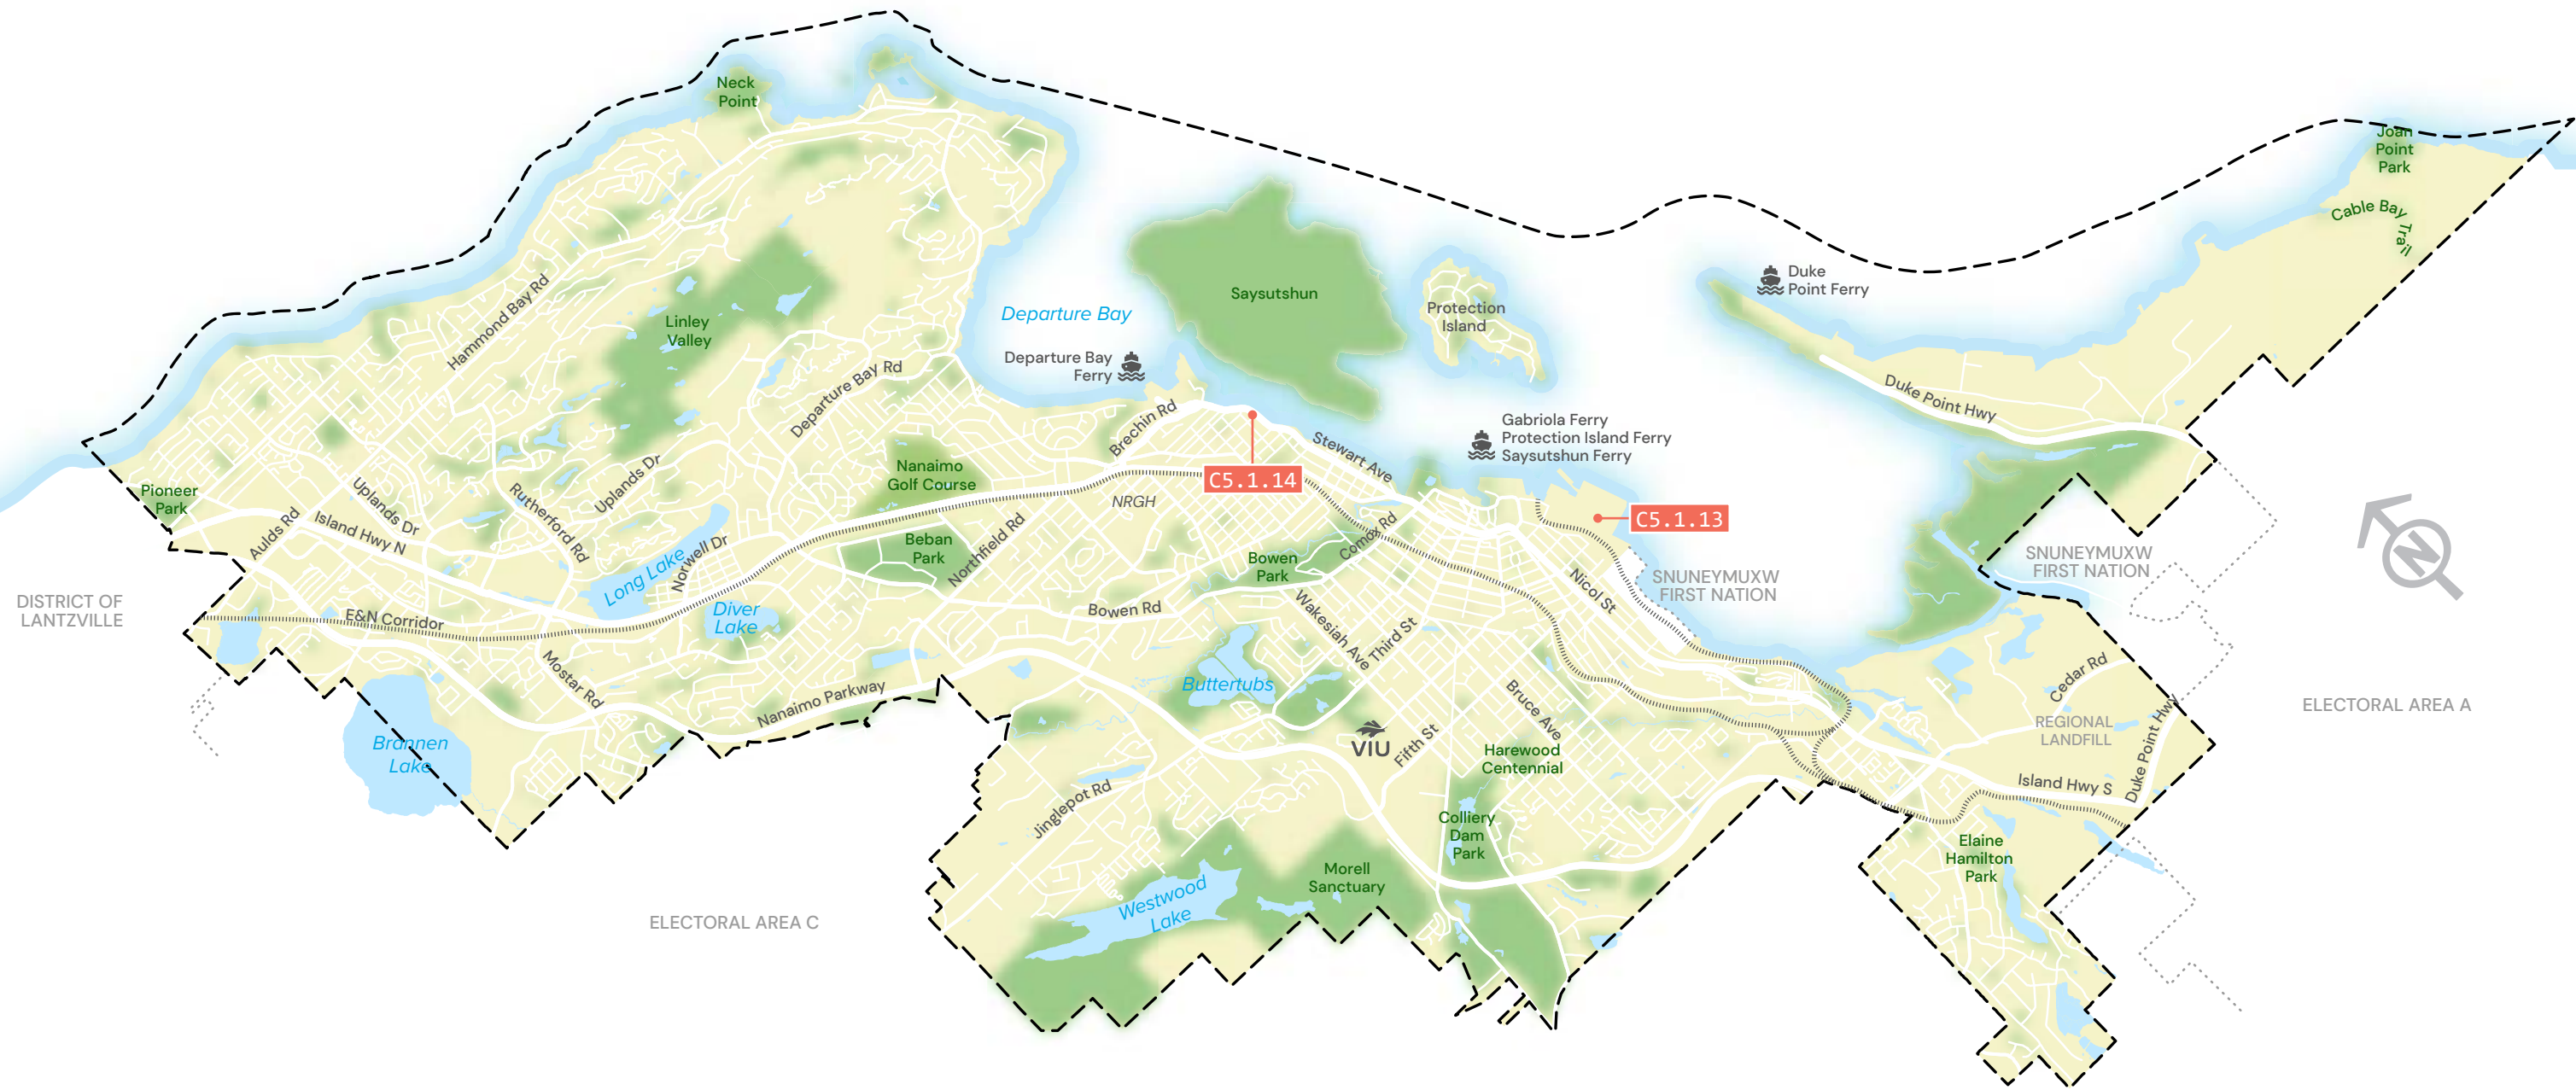 Neck
Point
Joan
Point
Park
Cable Bay
Trail
Duke
Point Ferry
Saysutshun
Departure Bay
Protection
Island
Hammond Bay Rd
Linley
Valley
Departure Bay
Ferry
Departure Bay Rd
Duke Point Hwy
Brechin Rd
Gabriola Ferry
Protection Island Ferry
Saysutshun Ferry
Stewart Ave
Nanaimo
Golf Course
C5.1.14
Uplands Dr
Pioneer
Park
Uplands Dr
Rutherford Rd
NRGH
C5.1.13
Aulds Rd
Island Hwy N
Comox Rd
Beban
Park
Northfield Rd
Norwell Dr
Long Lake
Bowen
Park
SNUNEYMUXW
FIRST NATION
N
SNUNEYMUXW
FIRST NATION
Nicol St
DISTRICT OF
LANTZVILLE
E&N Corridor
Diver
Lake
Bowen Rd
Wakesiah Ave
Third St
Mostar Rd
Buttertubs
Cedar Rd
Nanaimo Parkway
Bruce Ave
ELECTORAL AREA A
REGIONAL
LANDFILL
Brannen
Lake
VIU
Fifth St
Harewood
Centennial
Duke Point Hwy
Island Hwy S
Jinglepot Rd
Colliery
Dam
Park
Elaine
Hamilton
Park
Morell
Sanctuary
Westwood
Lake
ELECTORAL AREA C